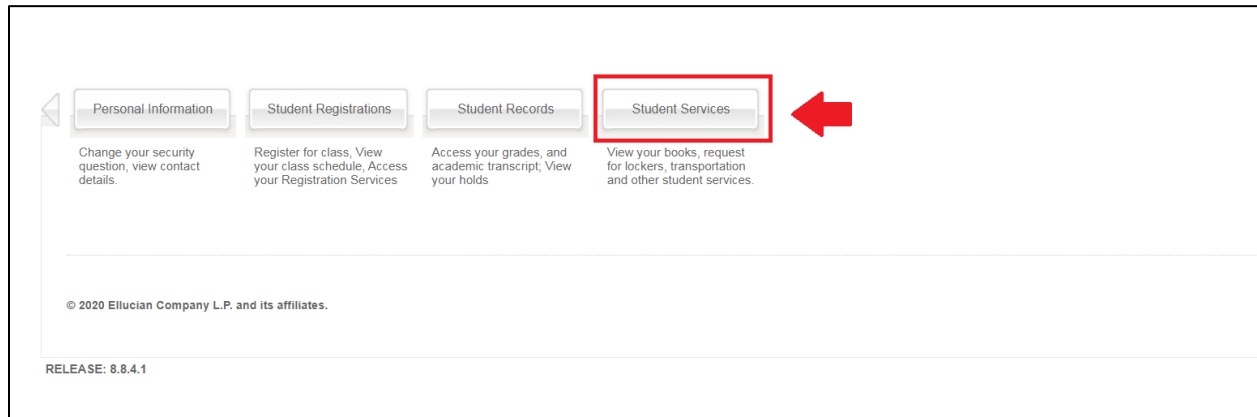 Personal Information
Student Registrations
Student Records
Student Services
Change your security
question, view contact
details.
Register for class, View
your class schedule, Access
your Registration Services
Access your grades, and
academic transcript; View
your holds
View your books, request
for lockers, transportation
and other student services.
© 2020 Ellucian Company L.P. and its affiliates.
RELEASE: 8.8.4.1